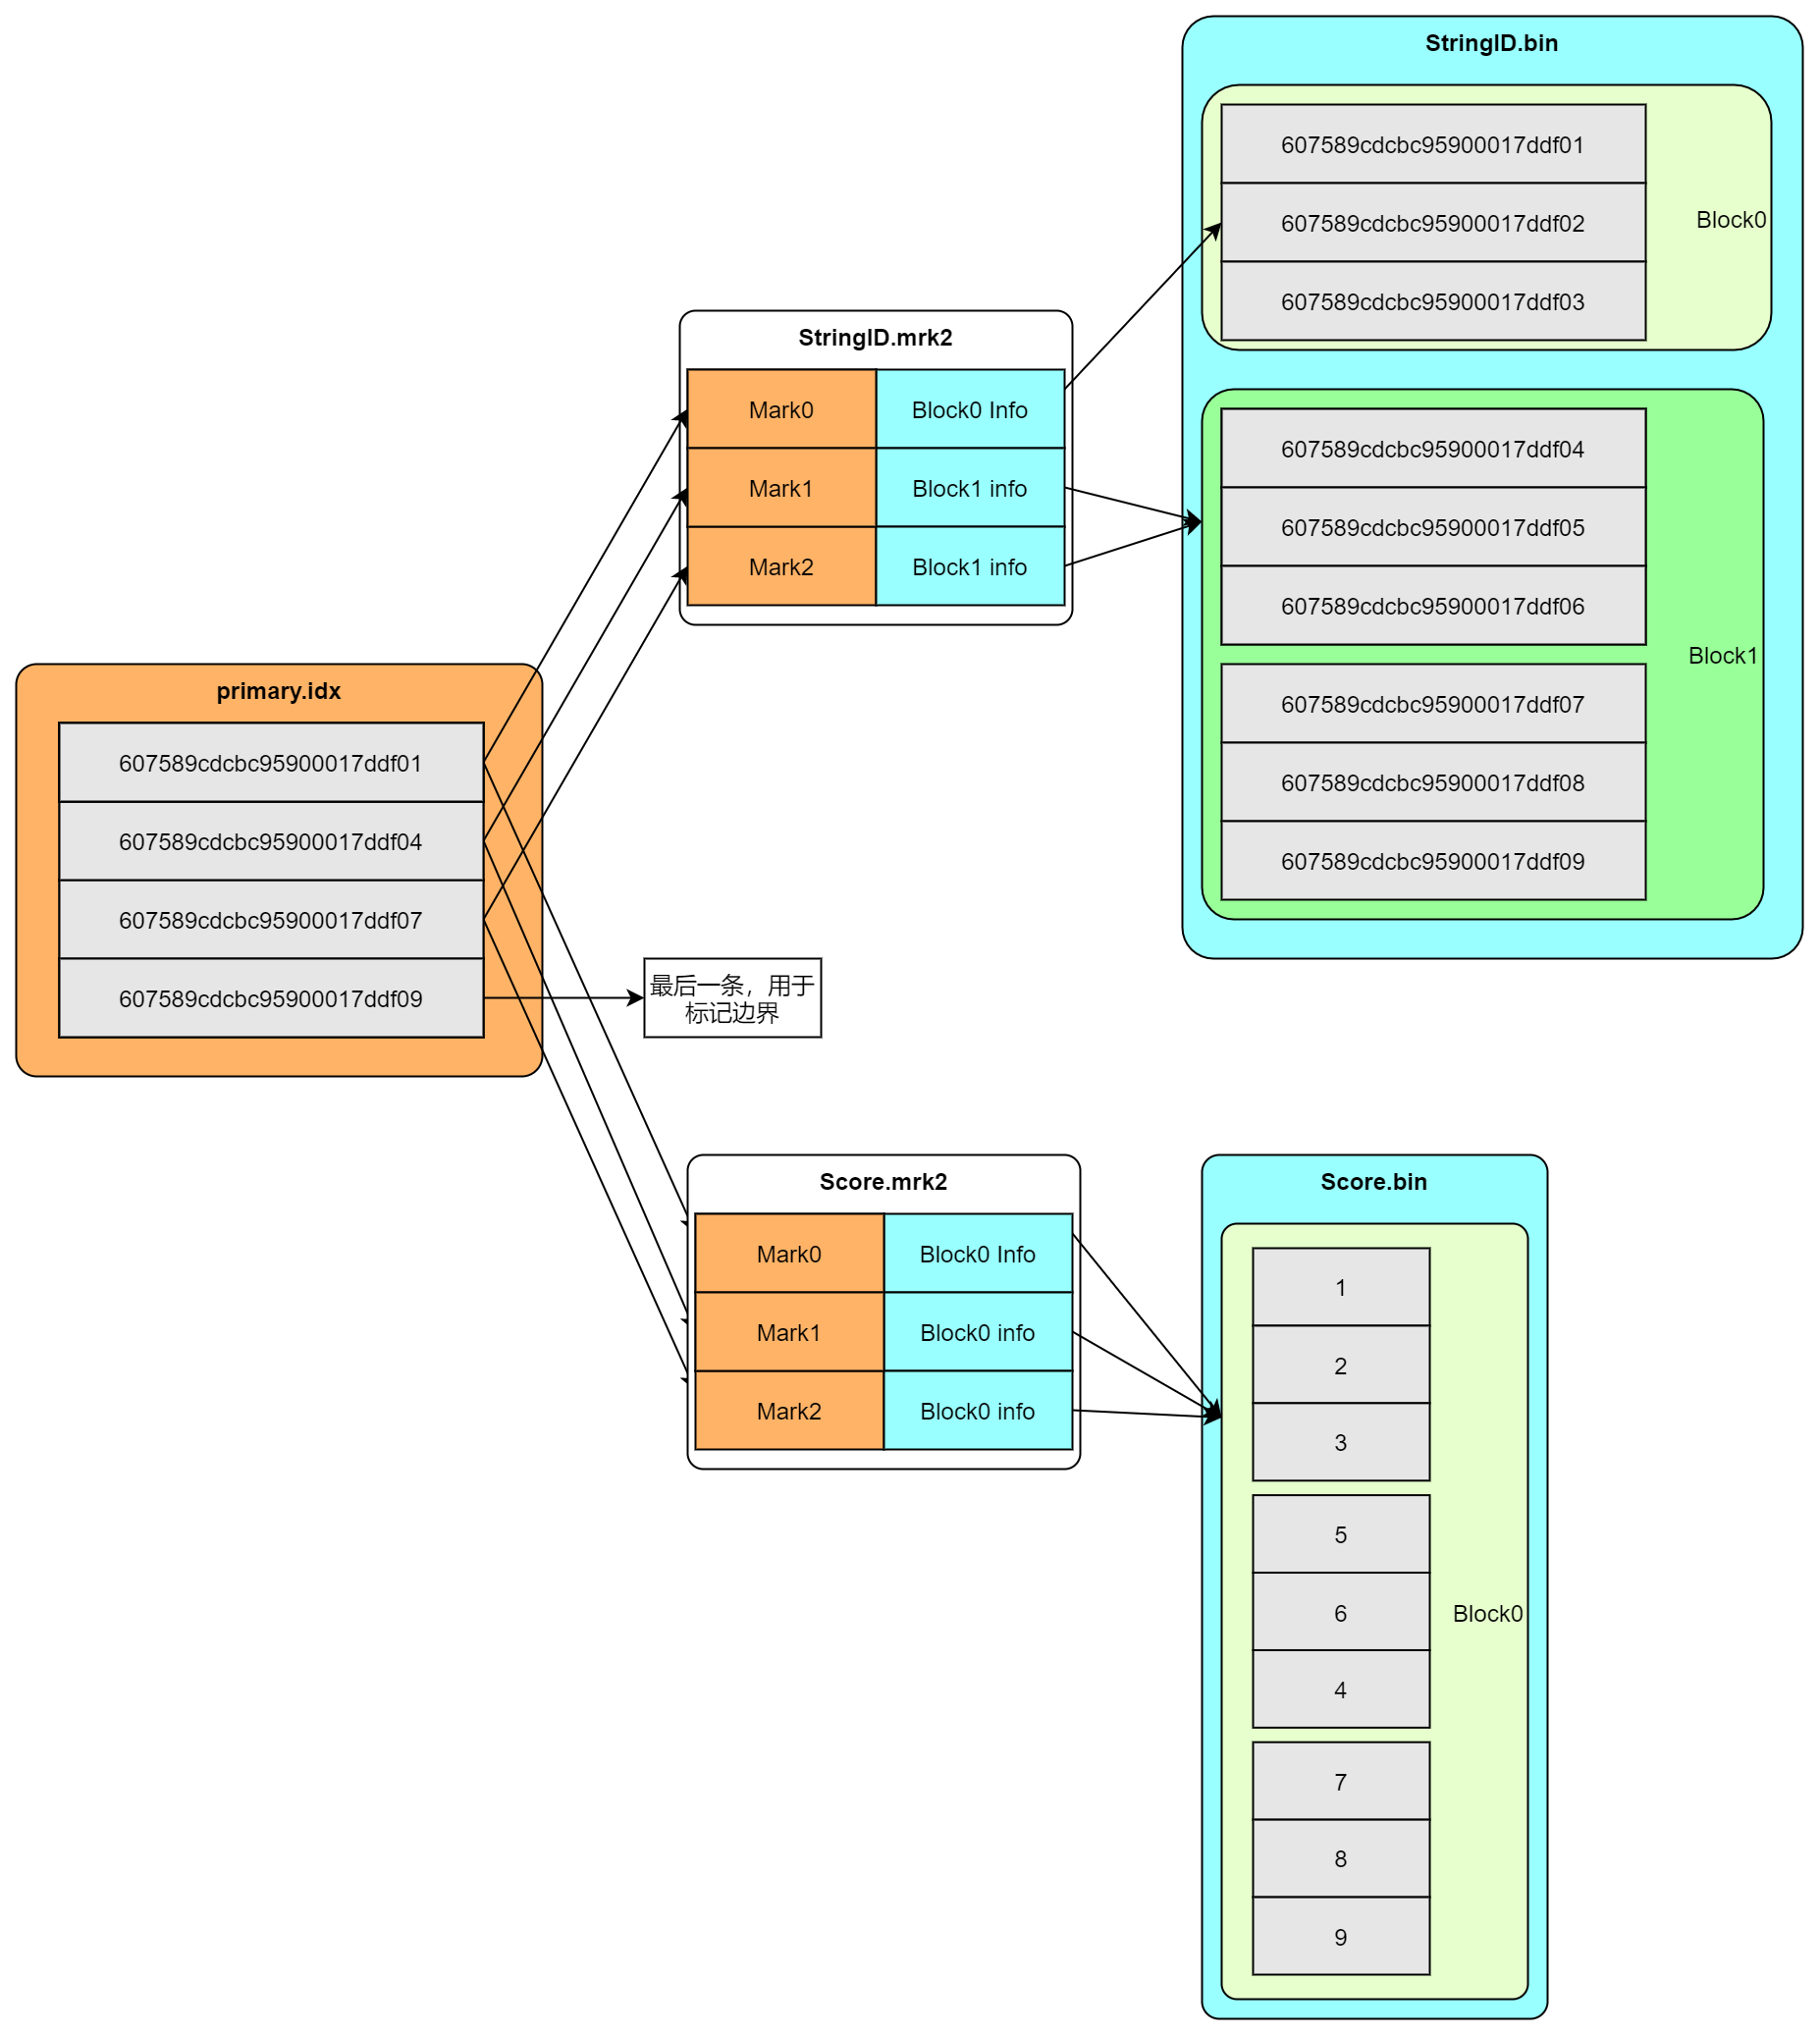 StringID.bin
607589cdcbc95900017ddf01
607589cdcbc95900017ddf02
607589cdcbc95900017ddf03
Block0
StringID.mrk2
Mark0 Block0 Info
Mark1 Block1 info
Mark2 Block1 info
607589cdcbc95900017ddf04
607589cdcbc95900017ddf05
607589cdcbc95900017ddf06
607589cdcbc95900017ddf07
607589cdcbc95900017ddf08
607589cdcbc95900017ddf09
Block1
primary.idx
607589cdcbc95900017ddf01
607589cdcbc95900017ddf04
607589cdcbc95900017ddf07
607589cdcbc95900017ddf09
最后一条，用于
标记边界
Score.mrk2
Mark0 Block0 Info
Mark1 Block0 info
Mark2 Block0 info
Score.bin
1
2
3
5
6
4
7
8
9
Block0